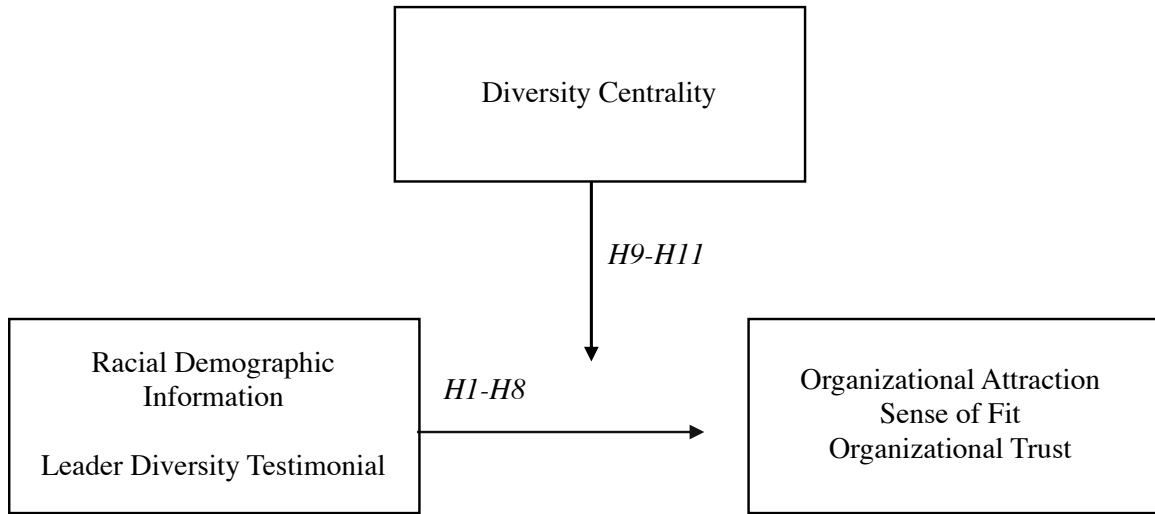 Diversity Centrality
H9-H11
Racial Demographic
Information
Leader Diversity Testimonial
H1-H8
Organizational Attraction
Sense of Fit
Organizational Trust